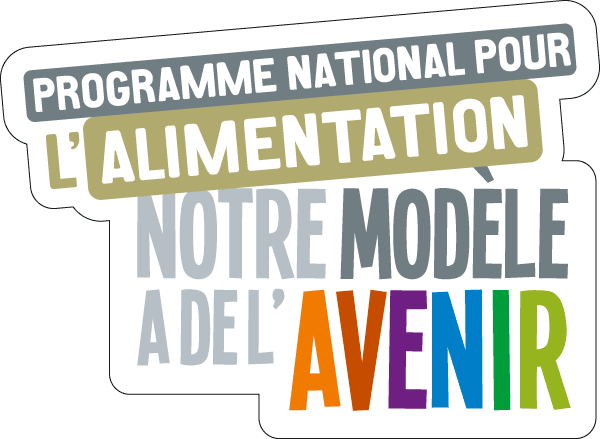 PROGRAMME NATIONAL POUR
L'ALIMENTATION
NOTRE MODÈLE
A DE L'AVENIR